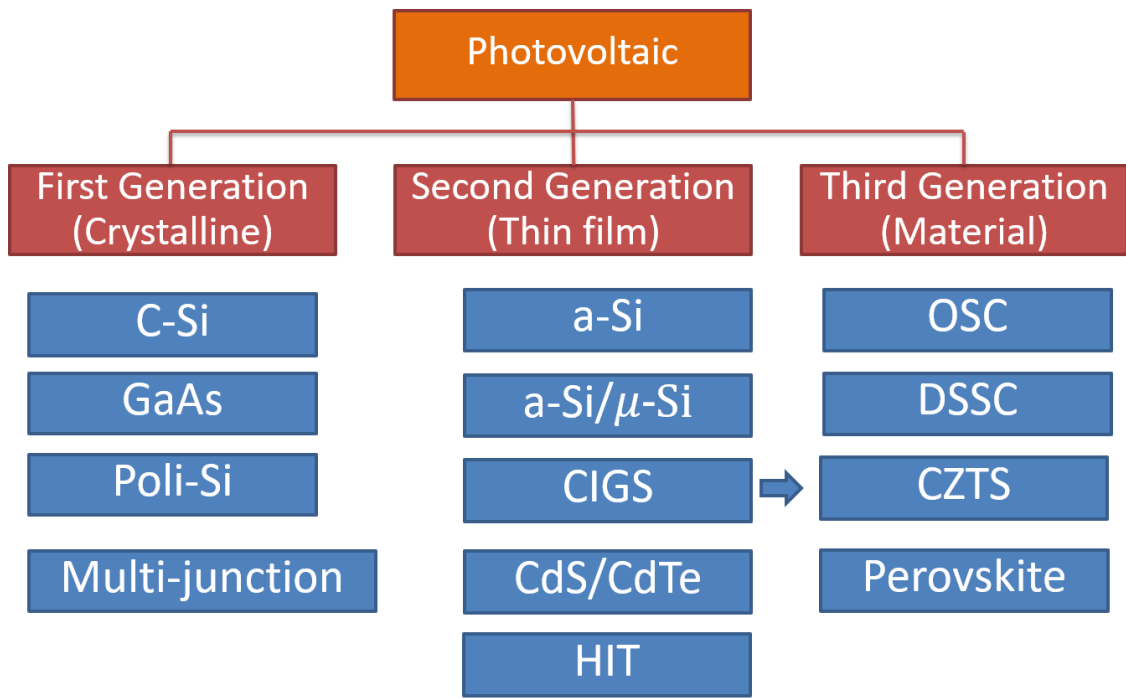 Photovoltaic
First Generation
(Crystalline)
C-Si
GaAs
Poli-Si
Multi-junction
Second Generation
(Thin film)
a-Si
a-Si/𝜇-Si
CIGS
CdS/CdTe
HIT
Third Generation
(Material)
OSC
DSSC
CZTS
Perovskite